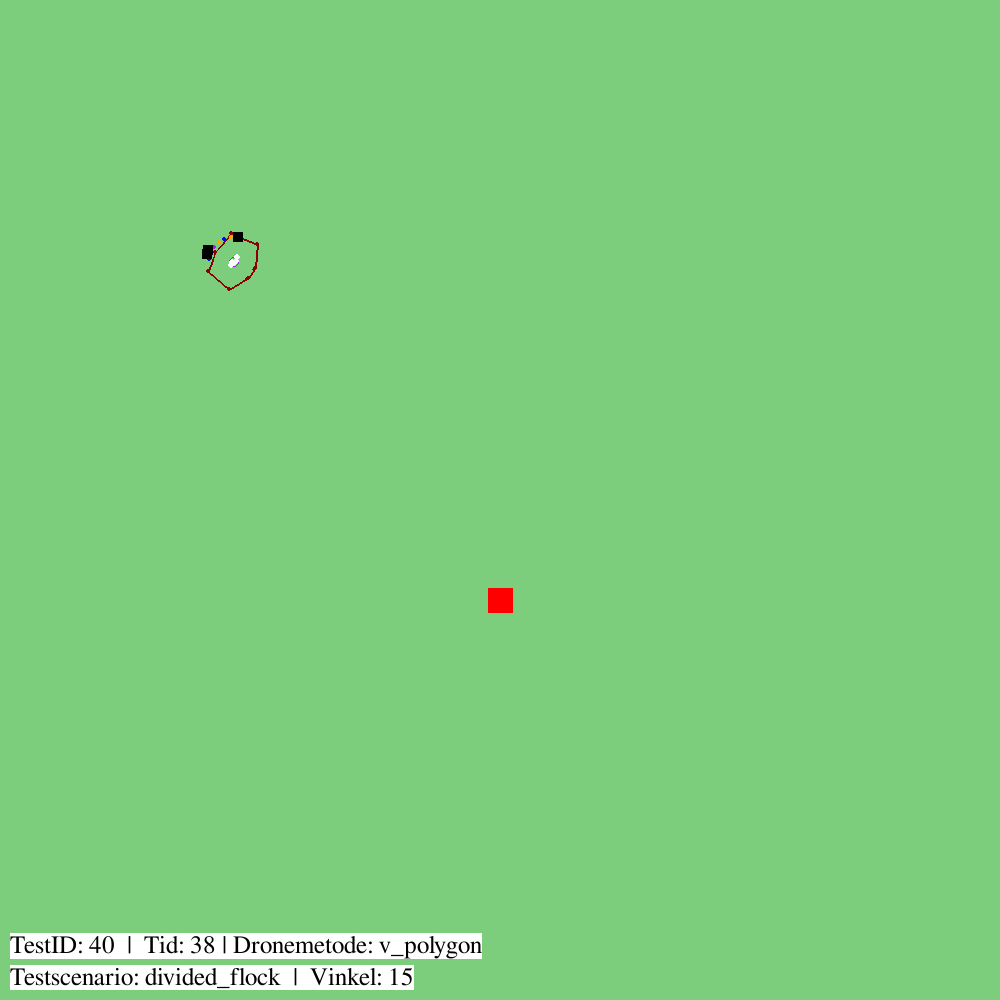 TestID: 40 | Tid: 38 | Dronemetode: v_polygon
Testscenario: divided_flock | Vinkel: 15